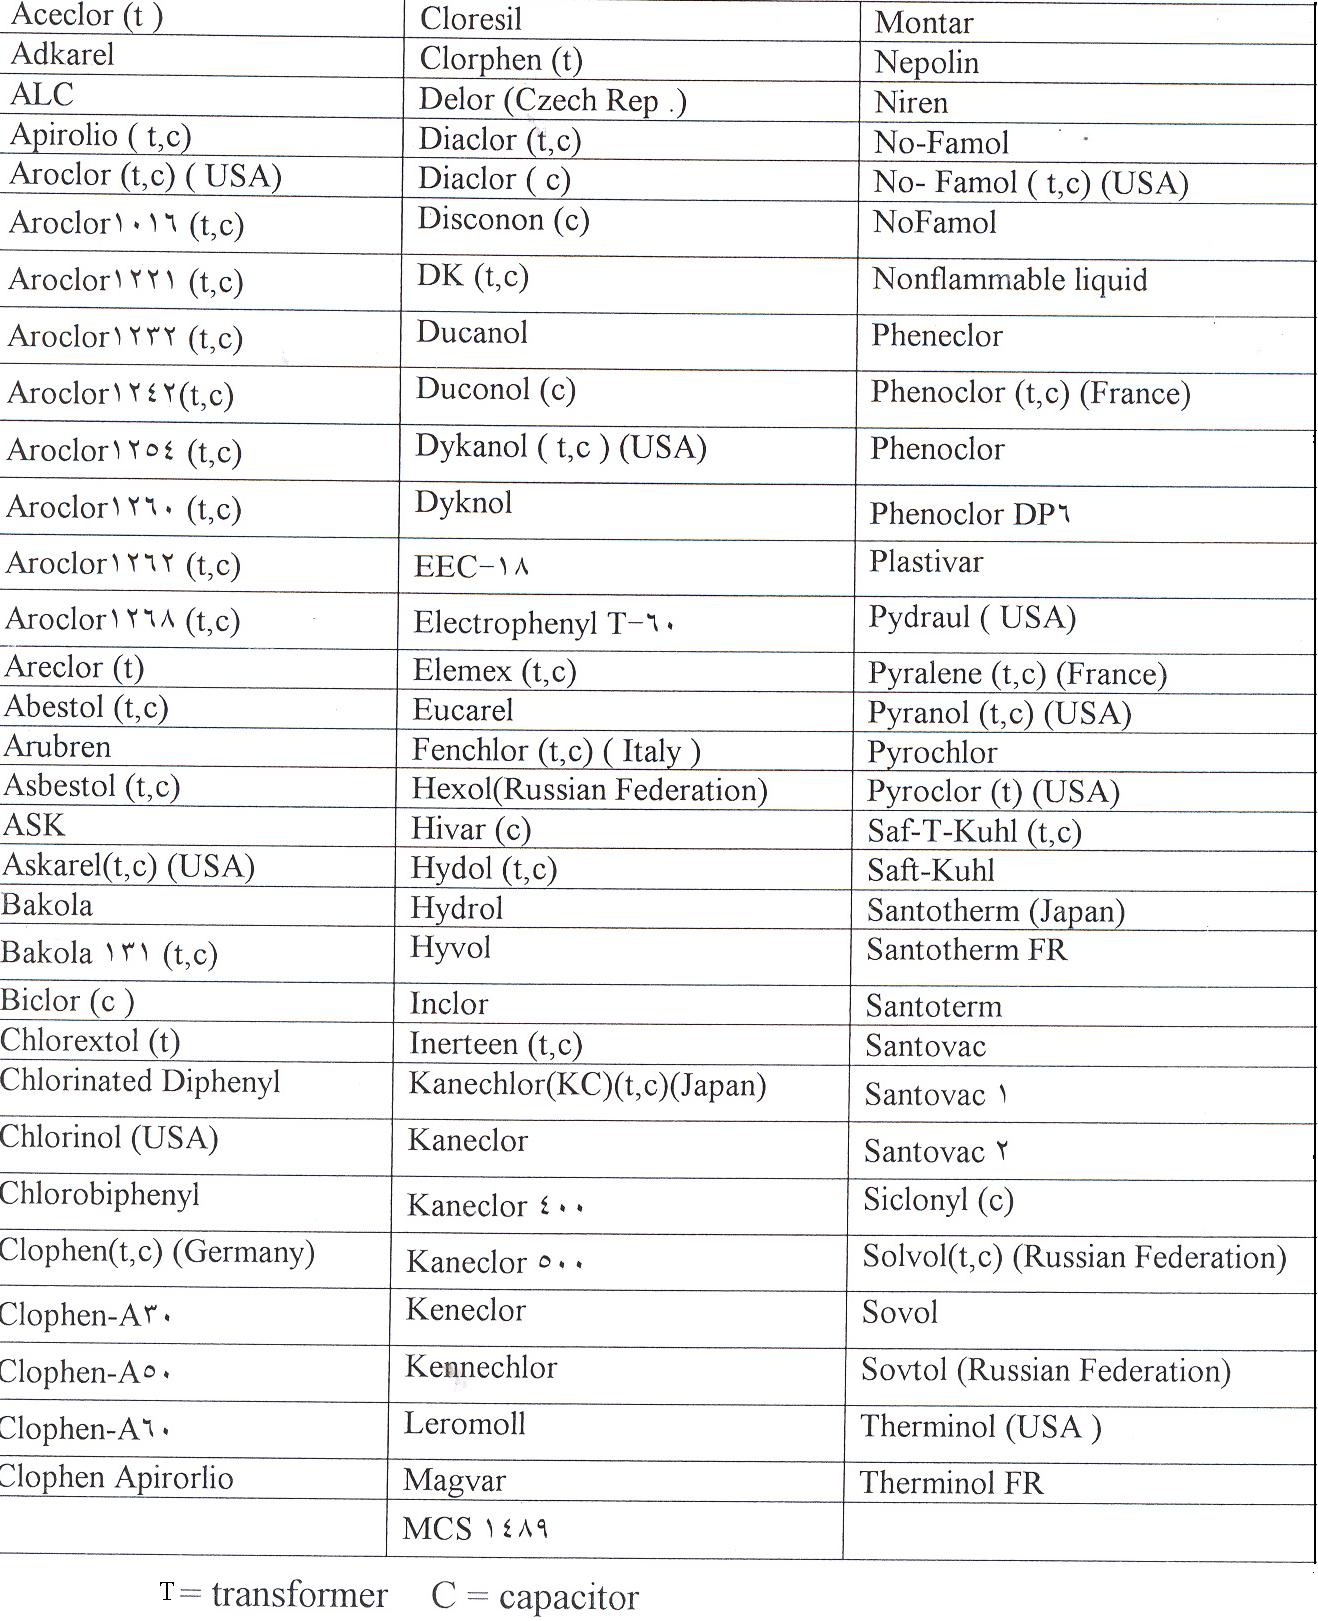 Aceclor (t ) Cloresil Montar
Adkarel Clorphen (t) Nepolin
ALC Delor (Czech Rep .) Niren
Apirolio ( t,c) Diaclor (t,c) No-Famol
Aroclor (t,c) ( USA) Diaclor ( c) No- Famol ( t,c) (USA)
Aroclor١٠١٦ (t,c) Disconon (c) NoFamol
Aroclor١٢٢١ (t,c) DK (t,c) Nonflammable liquid
Aroclor١٢٣٢ (t,c) Ducanol Pheneclor
Aroclor١٢٤٢(t,c) Duconol (c) Phenoclor (t,c) (France)
Aroclor١٢٥٤ (t,c) Dykanol ( t,c ) (USA) Phenoclor
Aroclor١٢٦٠ (t,c) Dyknol Phenoclor DP٦
Aroclor١٢٦٢ (t,c) EEC-١٨ Plastivar
Aroclor١٢٦٨ (t,c) Electrophenyl T-٦٠ Pydraul ( USA)
Areclor (t) Elemex (t,c) Pyralene (t,c) (France)
Abestol (t,c) Eucarel Pyranol (t,c) (USA)
Arubren Fenchlor (t,c) ( Italy ) Pyrochlor
Asbestol (t,c) Hexol(Russian Federation) Pyroclor (t) (USA)
ASK Hivar (c) Saf-T-Kuhl (t,c)
Askarel(t,c) (USA) Hydol (t,c) Saft-Kuhl
Bakola Hydrol Santotherm (Japan)
Bakola ١٣١ (t,c) Hyvol Santotherm FR
Biclor (c ) Inclor Santoterm
Chlorextol (t) Inerteen (t,c) Santovac
Chlorinated Diphenyl Kanechlor(KC)(t,c)(Japan) Santovac ١
Chlorinol (USA) Kaneclor Santovac ٢
Chlorobiphenyl Kaneclor ٤٠٠ Siclonyl (c)
Clophen(t,c) (Germany) Kaneclor ٥٠٠ Solvol(t,c) (Russian Federation)
Clophen-A٣٠ Keneclor Sovol
Clophen-A٥٠ Kennechlor Sovtol (Russian Federation)
Clophen-A٦٠ Leromoll Therminol (USA )
Clophen Apirorlio Magvar Therminol FR
MCS ١٤٨٩
T= transformer C = capacitor